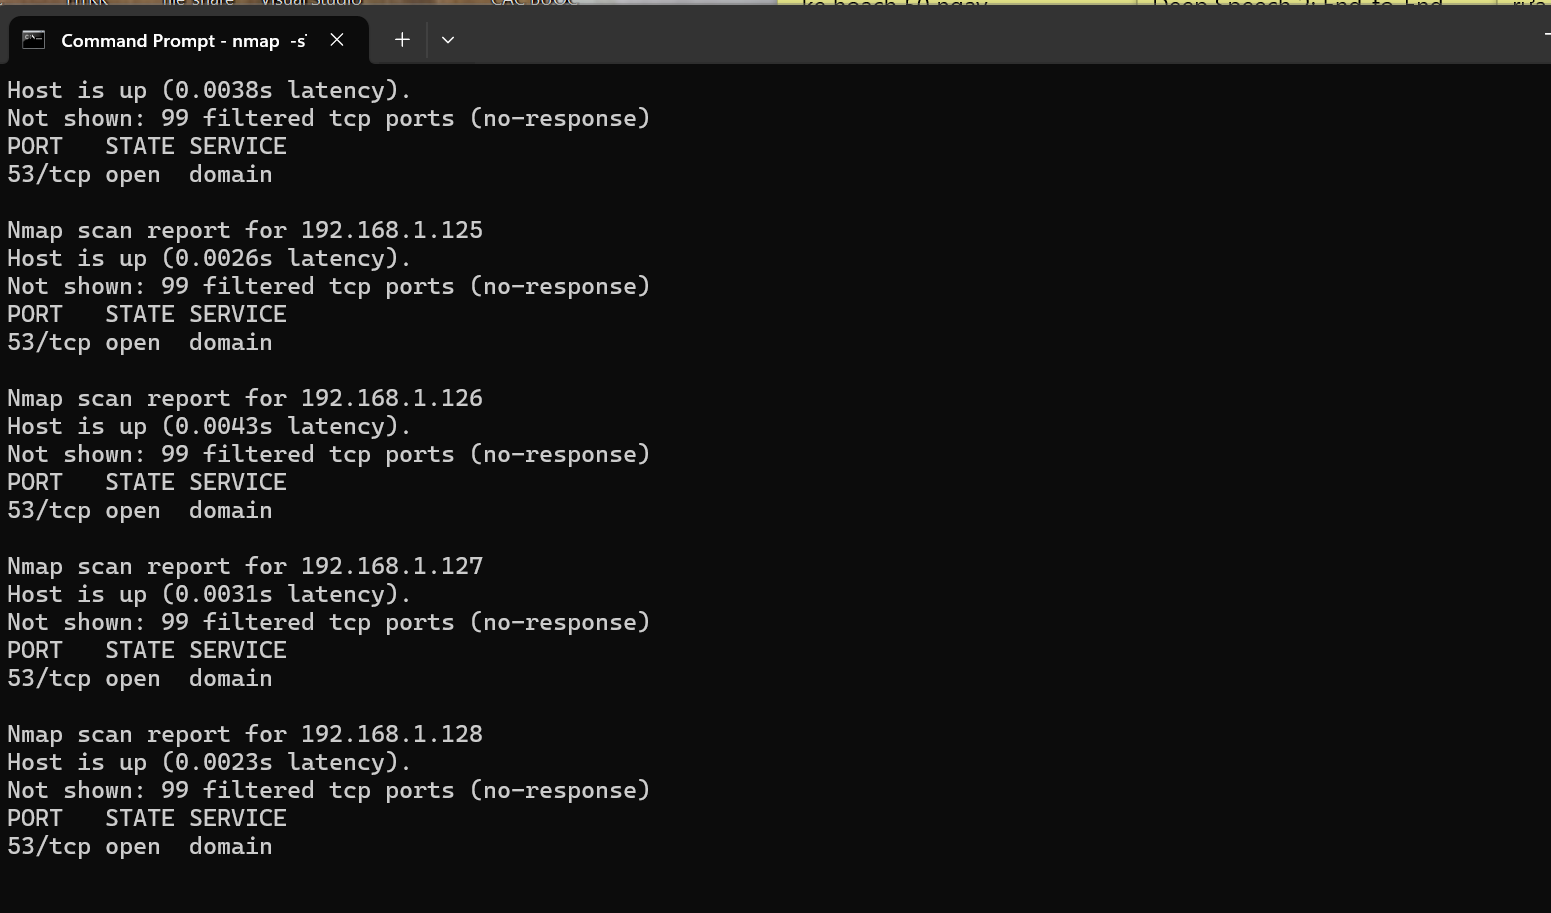 Visual Studio
Command Prompt - nmap -s
Host is up (0.0038s latency).
Not shown: 99 filtered tcp ports (no-response)
PORT   STATE SERVICE
53/tcp open  domain
Nmap scan report for 192.168.1.125
Host is up (0.0026s latency).
Not shown: 99 filtered tcp ports (no-response)
PORT   STATE SERVICE
53/tcp open  domain
Nmap scan report for 192.168.1.126
Host is up (0.0043s latency).
Not shown: 99 filtered tcp ports (no-response)
PORT   STATE SERVICE
53/tcp open  domain
Nmap scan report for 192.168.1.127
Host is up (0.0031s latency).
Not shown: 99 filtered tcp ports (no-response)
PORT   STATE SERVICE
53/tcp open  domain
Nmap scan report for 192.168.1.128
Host is up (0.0023s latency).
Not shown: 99 filtered tcp ports (no-response)
PORT   STATE SERVICE
53/tcp open  domain